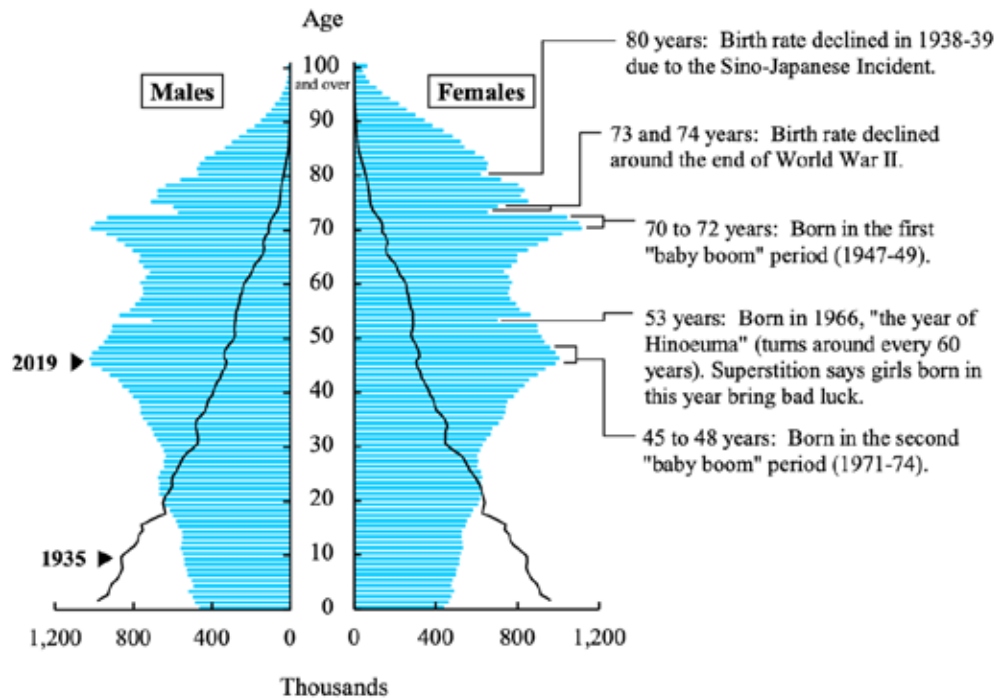 Age
Males
Females
100
and over
90
80
70
60
50
40
30
20
10
0
2019
1935
1,200
800
400
0
0
400
800
1,200
Thousands
80 years: Birth rate declined in 1938-39
due to the Sino-Japanese Incident.
73 and 74 years: Birth rate declined
around the end of World War II.
70 to 72 years: Born in the first
"baby boom" period (1947-49).
53 years: Born in 1966, "the year of
Hinoeuma" (turns around every 60
years). Superstition says girls born in
this year bring bad luck.
45 to 48 years: Born in the second
"baby boom" period (1971-74).